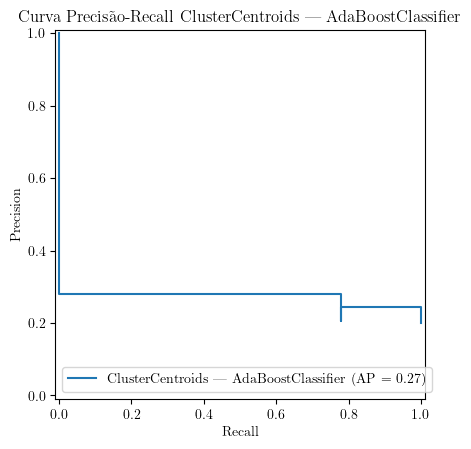 Curva Precisão-Recall ClusterCentroids — AdaBoostClassifier
1.0
0.8
0.6
0.4
0.2
0.0
Precision
ClusterCentroids — AdaBoostClassifier (AP = 0.27)
0.0 0.2 0.4 0.6 0.8 1.0
Recall